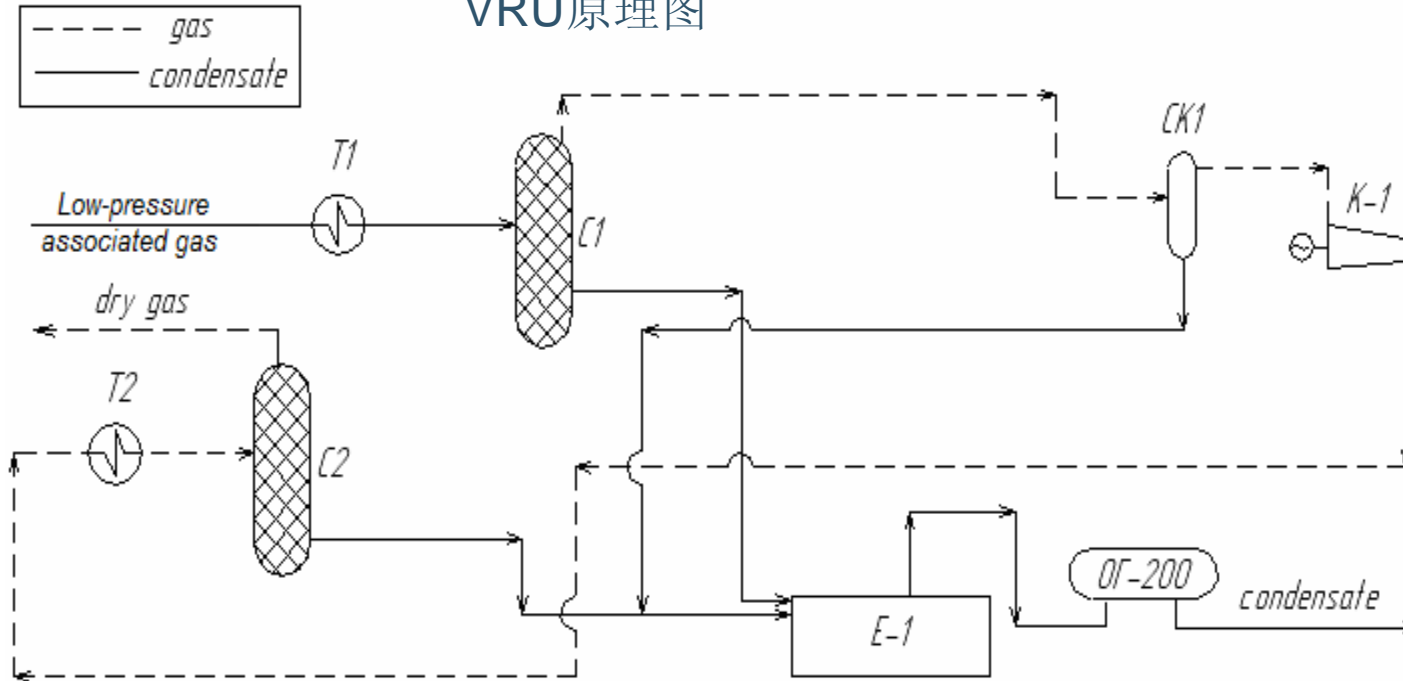 VRU原理图
gas
condensate
T1
Low-pressure
associated gas
C1
CK1
K-1
dry gas
T2
C2
E-1
ОГ-200
condensate